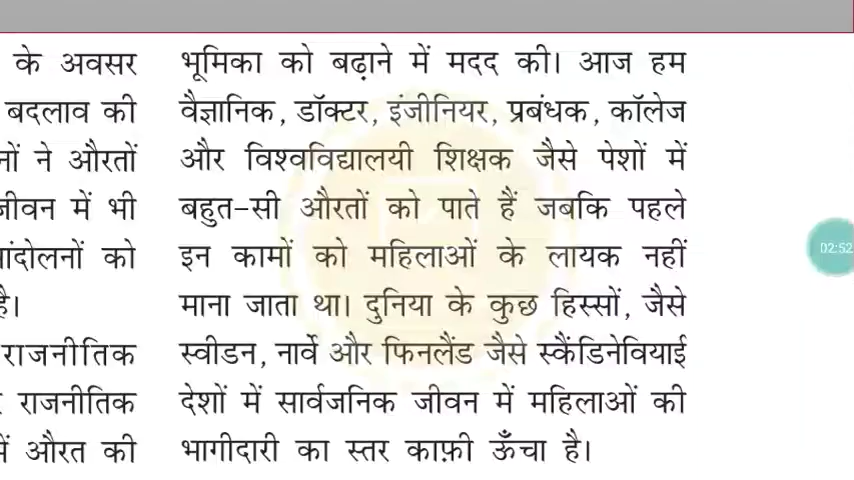 के अवसर
बदलाव की
ने औरतों
जीवन में भी
को
है।
राजनीतिक
राजनीतिक
औरत की
भूमिका को बढ़ाने में मदद की। आज हम
वैज्ञानिक, डॉक्टर, इंजीनियर, प्रबंधक, कॉलेज
और विश्वविद्यालयी शिक्षक जैसे पेशों में
बहुत-सी औरतों को पाते हैं जबकि पहले
इन कामों को महिलाओं के लायक नहीं
माना जाता था। दुनिया के कुछ हिस्सों, जैसे
स्वीडन, नार्वे और फिनलैंड जैसे स्कैंडिनेवियाई
देशों में सार्वजनिक जीवन में महिलाओं की
भागीदारी का स्तर काफ़ी ऊँचा है।
02:52